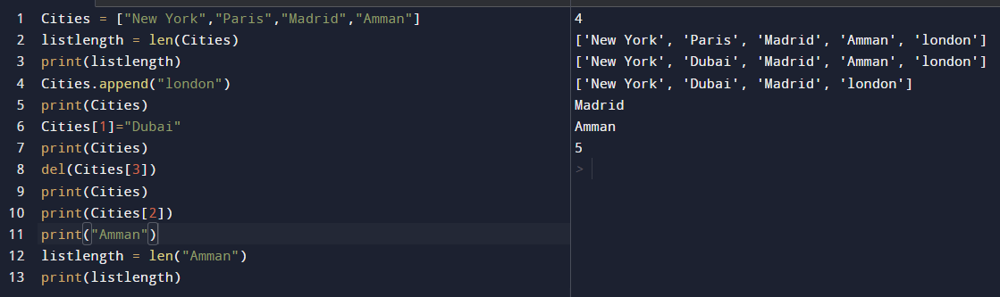 1 Cities = ["New York","Paris","Madrid","Amman"]
2 listlength = len(Cities)
3 print(listlength)
4 Cities.append("london")
5 print(Cities)
6 Cities[1]="Dubai"
7 print(Cities)
8 del(Cities[3])
9 print(Cities)
10 print(Cities[2])
11 print("Amman")
12 listlength = len("Amman")
13 print(listlength)
4
['New York', 'Paris', 'Madrid', 'Amman', 'london']
['New York', 'Dubai', 'Madrid', 'Amman', 'london']
['New York', 'Dubai', 'Madrid', 'london']
Madrid
Amman
5
>